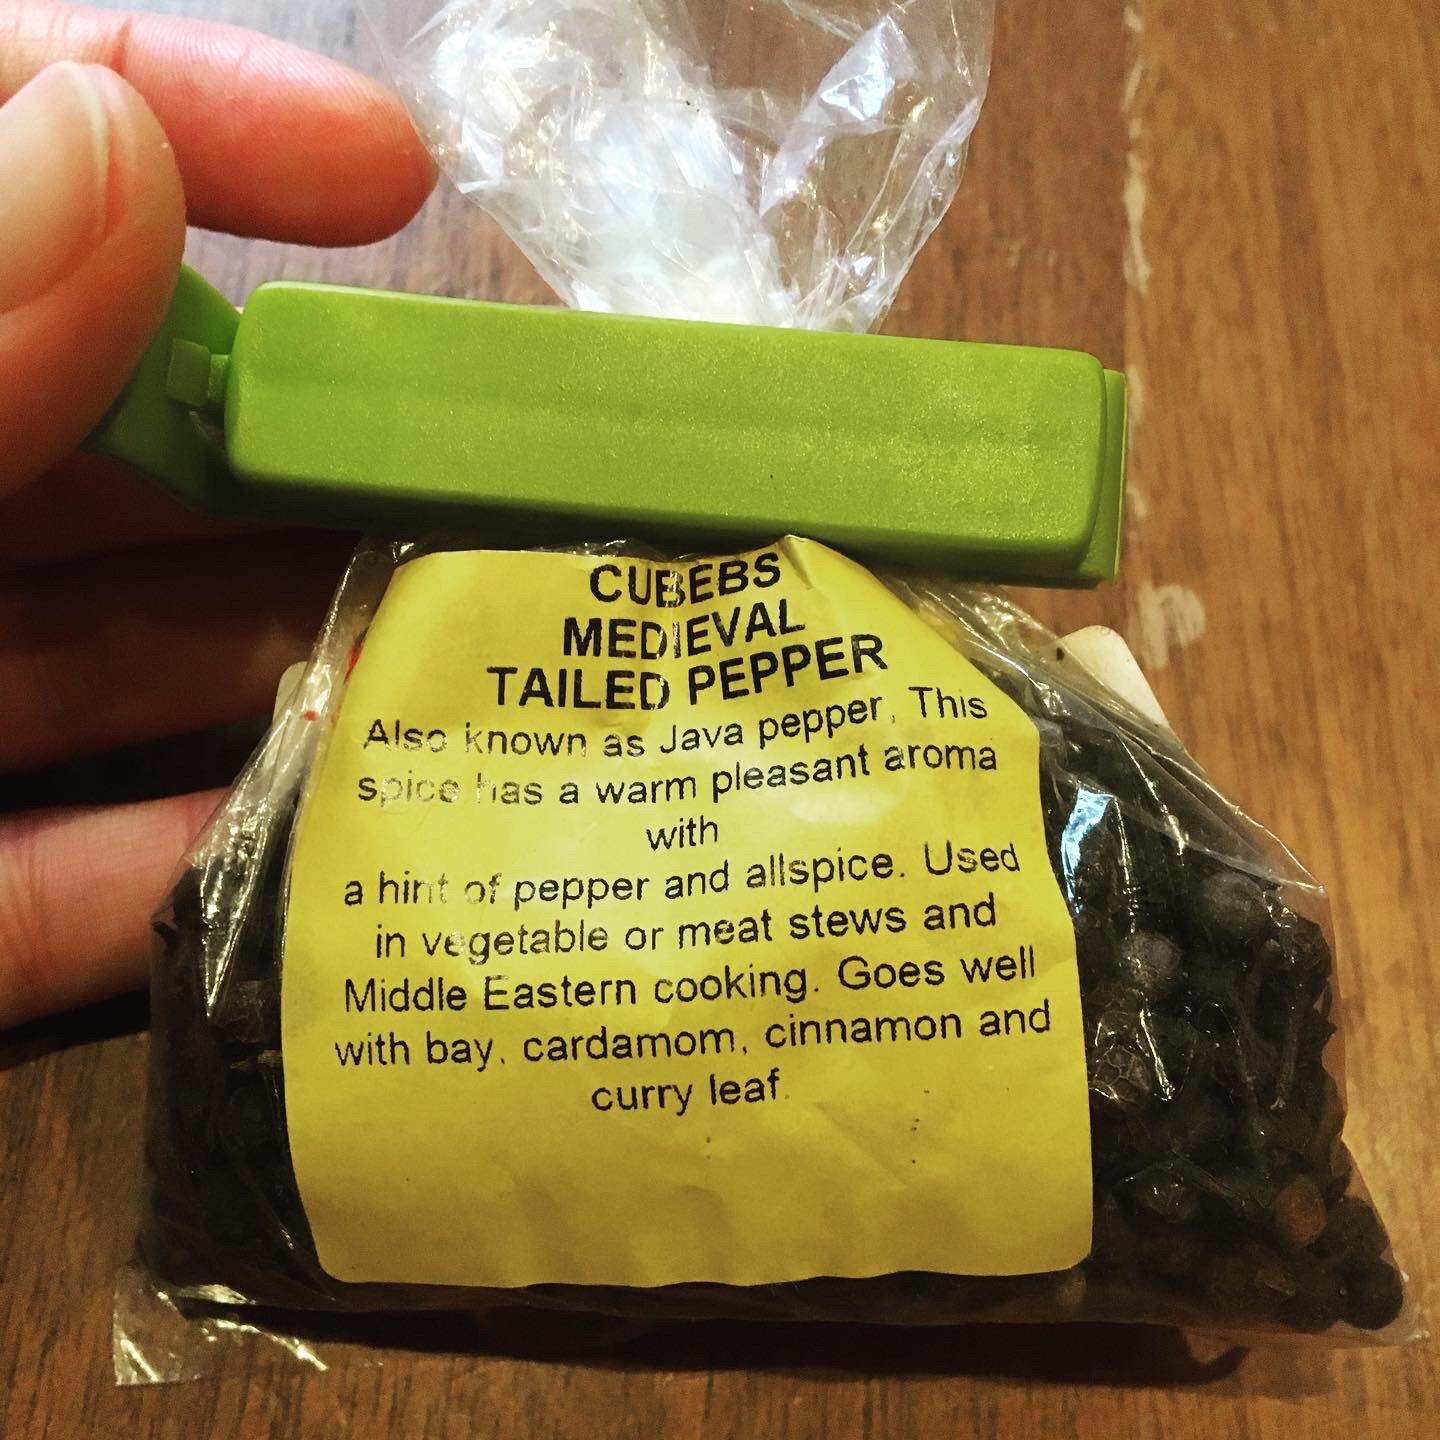 CUBEBS
MEDIEVAL
TAILED PEPPER
Also known as Java pepper. This
spice has a warm pleasant aroma
with
a hint of pepper and allspice. Used
in vegetable or meat stews and
Middle Eastern cooking. Goes well
with bay, cardamom, cinnamon and
curry leaf.